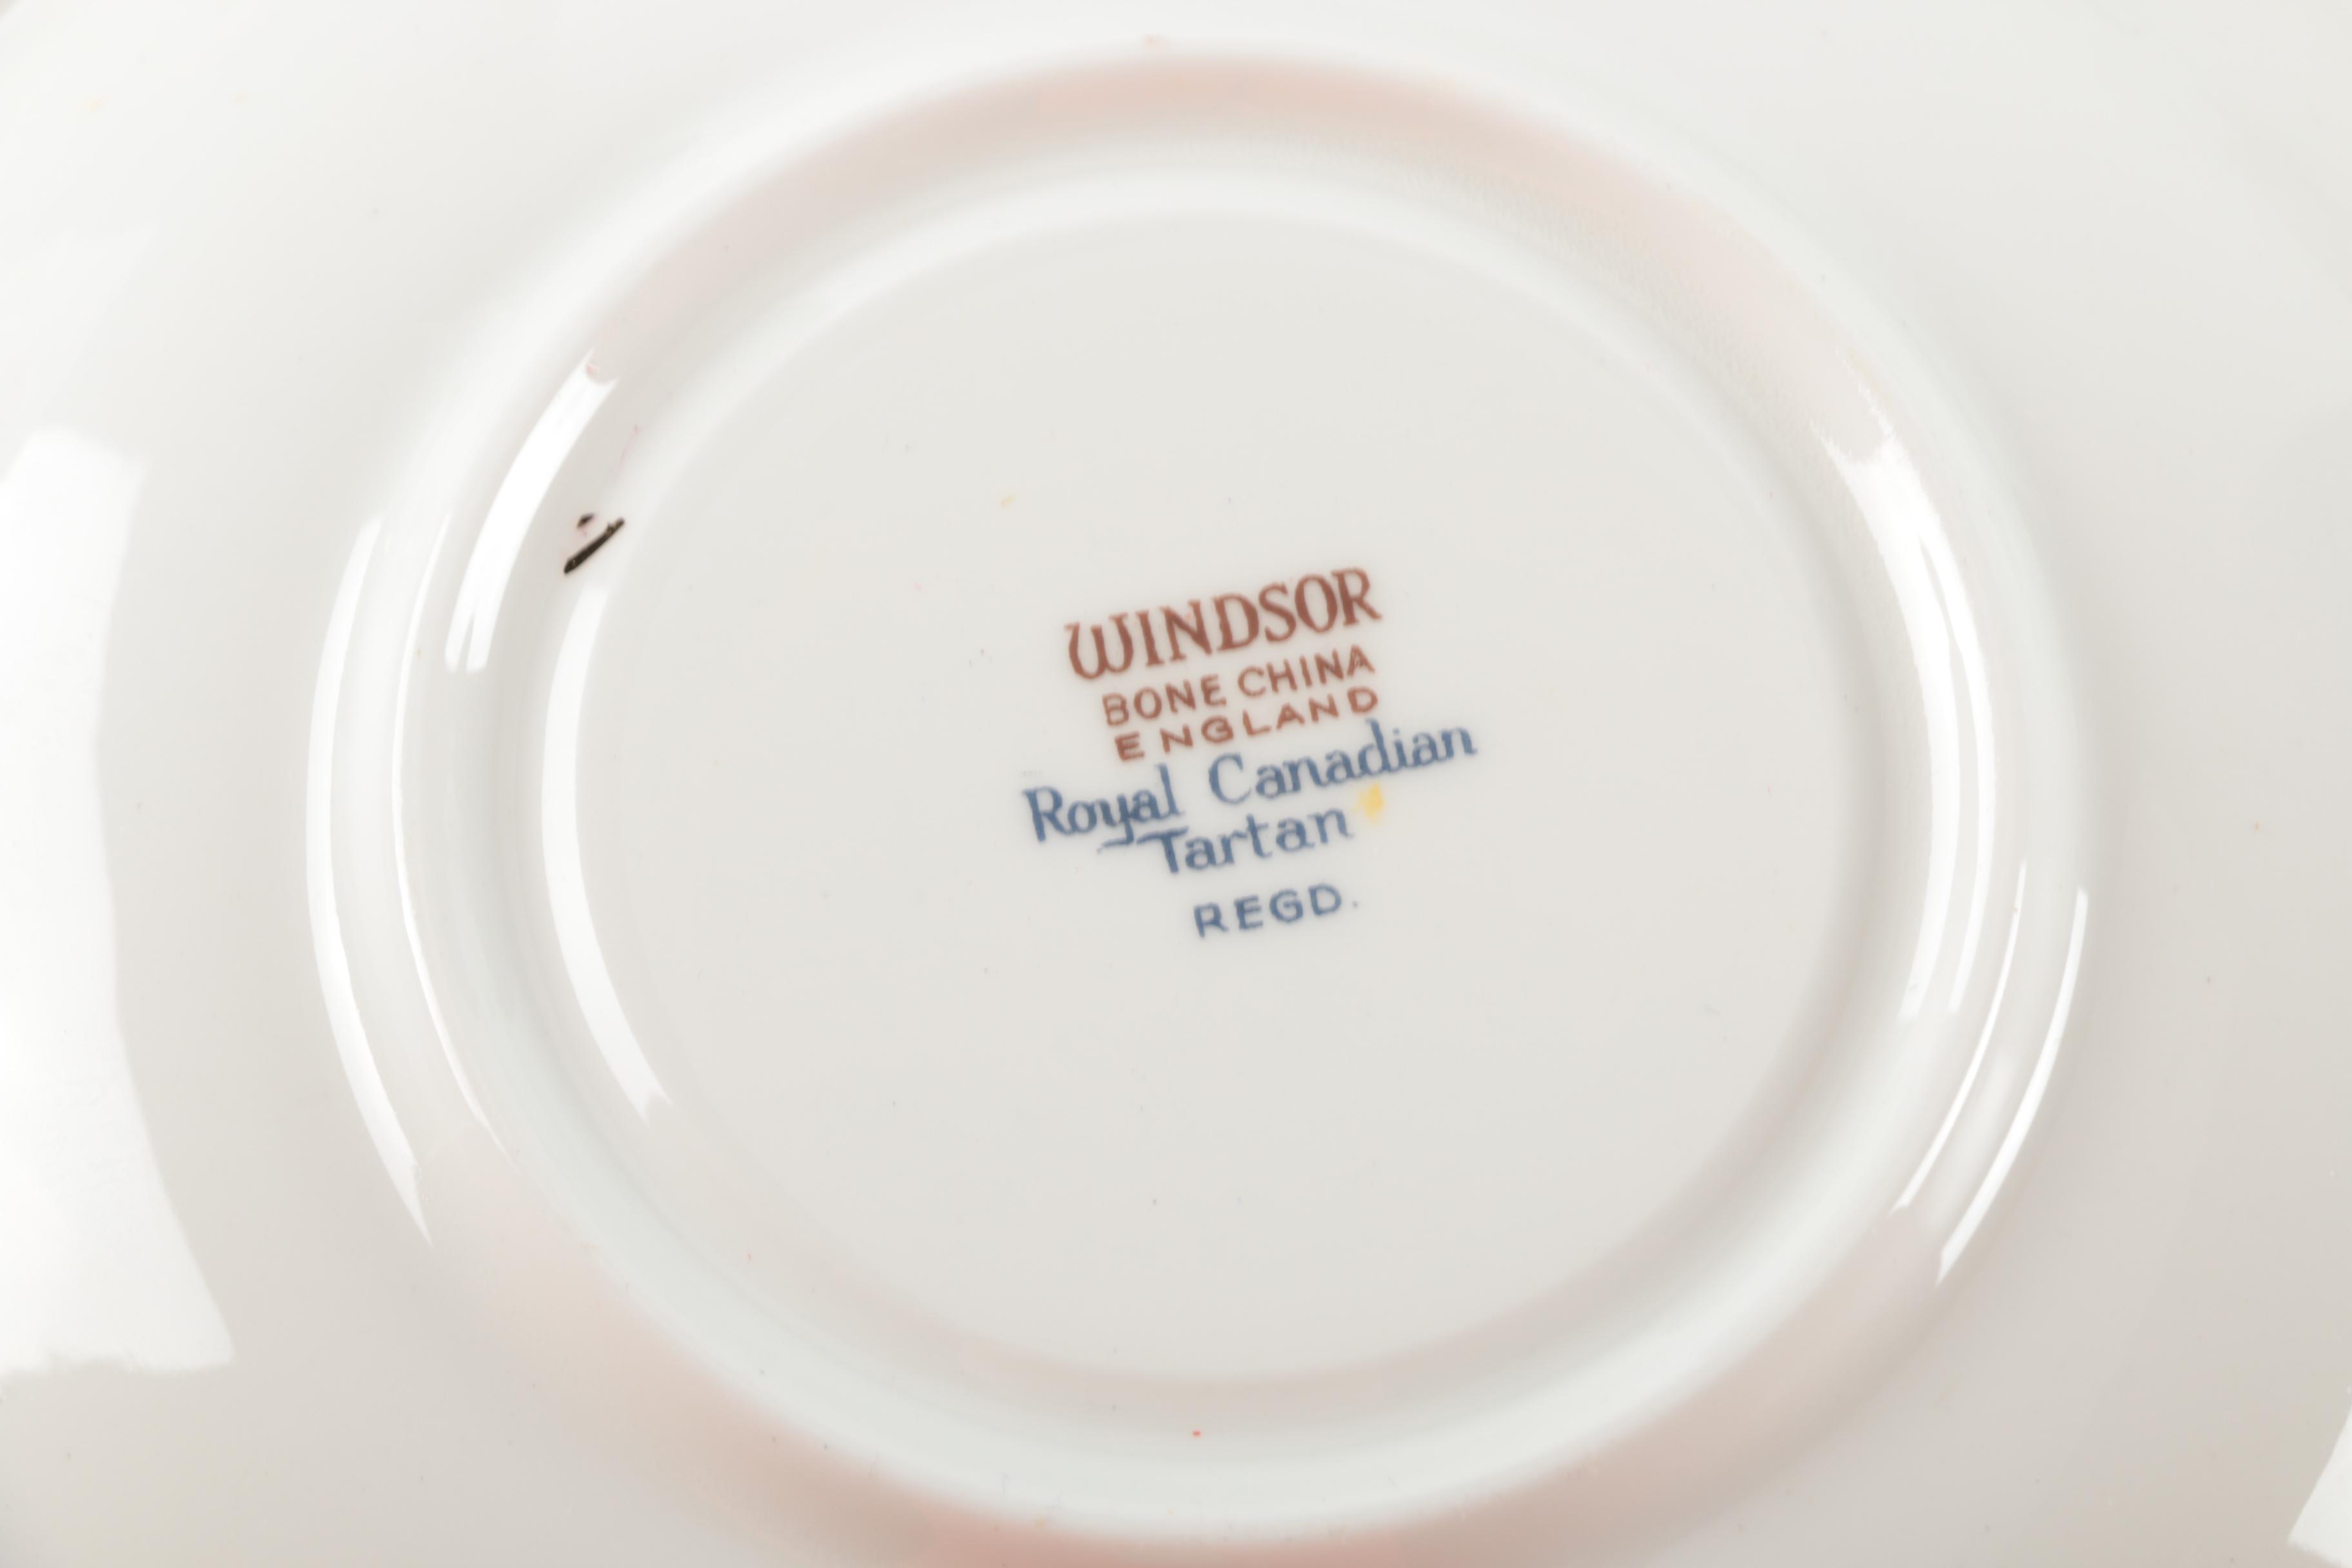 WINDSOR
BONE CHINA
ENGLAND
Royal Canadian
Tartan
REGD.